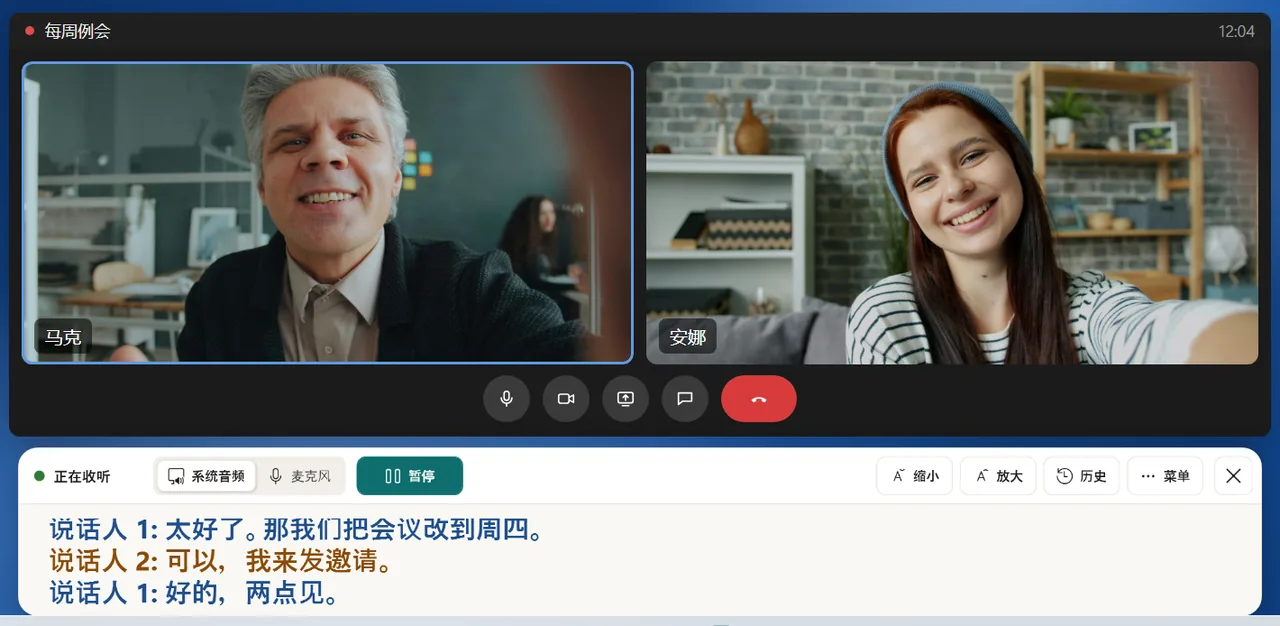 每周例会
12:04
马克
安娜
正在收听
系统音频
麦克风
暂停
缩小
放大
历史
菜单
说话人 1: 太好了。那我们把会议改到周四。
说话人 2: 可以，我来发邀请。
说话人 1: 好的，两点见。